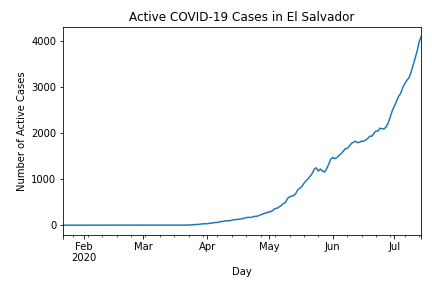 Active COVID-19 Cases in El Salvador
Number of Active Cases
4000
3000
2000
1000
0
Feb
2020
Mar
Apr
May
Jun
Jul
Day